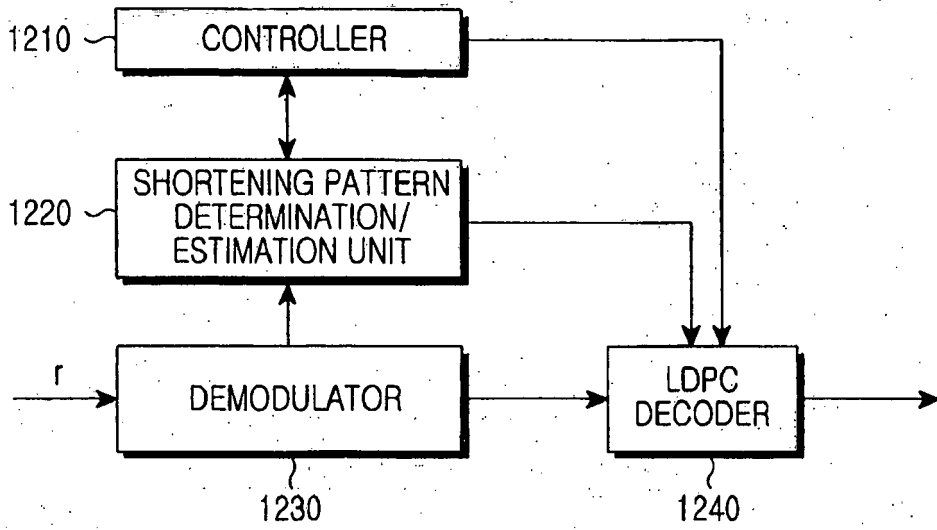 1210
CONTROLLER
1220
SHORTENING PATTERN
DETERMINATION/
ESTIMATION UNIT
r
DEMODULATOR
LDPC
DECODER
1230
1240